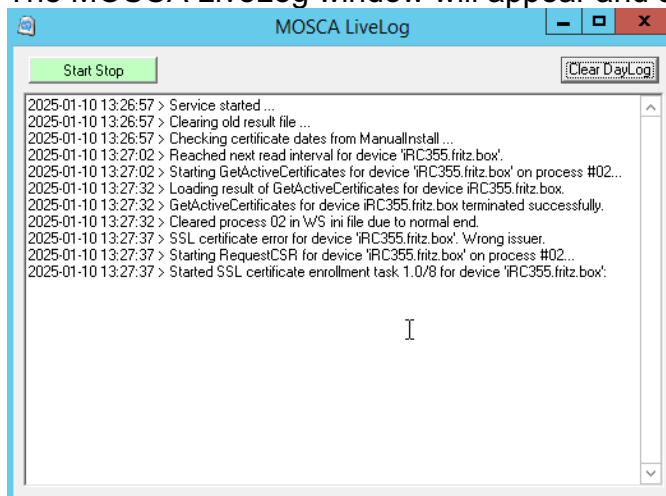 The MOSCA LiveLog window will appear and
MOSCA LiveLog
Start Stop
Clear DayLog
2025-01-10 13:26:57 > Service started ...
2025-01-10 13:26:57 > Clearing old result file ...
2025-01-10 13:26:57 > Checking certificate dates from ManualInstall ...
2025-01-10 13:27:02 > Reached next read interval for device 'iRC355.fritz.box'.
2025-01-10 13:27:02 > Starting GetActiveCertificates for device 'iRC355.fritz.box' on process #02...
2025-01-10 13:27:32 > Loading result of GetActiveCertificates for device iRC355.fritz.box.
2025-01-10 13:27:32 > GetActiveCertificates for device iRC355.fritz.box terminated successfully.
2025-01-10 13:27:32 > Cleared process 02 in WS ini file due to normal end.
2025-01-10 13:27:37 > SSL certificate error for device 'iRC355.fritz.box'. Wrong issuer.
2025-01-10 13:27:37 > Starting RequestCSR for device 'iRC355.fritz.box' on process #02...
2025-01-10 13:27:37 > Started SSL certificate enrollment task 1.0/8 for device 'iRC355.fritz.box':